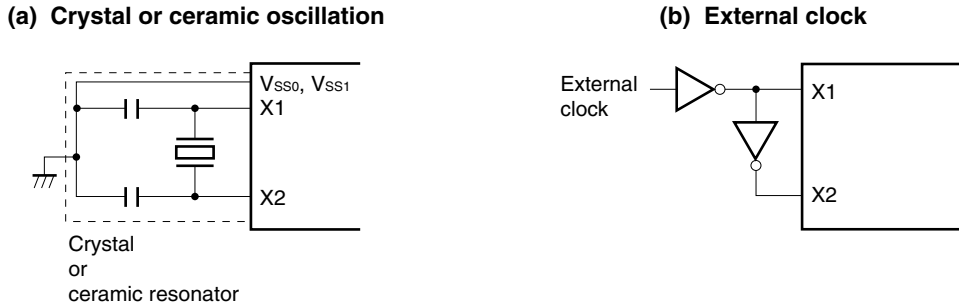 (a) Crystal or ceramic oscillation
VSS0, VSS1
X1
X2
Crystal
or
ceramic resonator
(b) External clock
External
clock
X1
X2